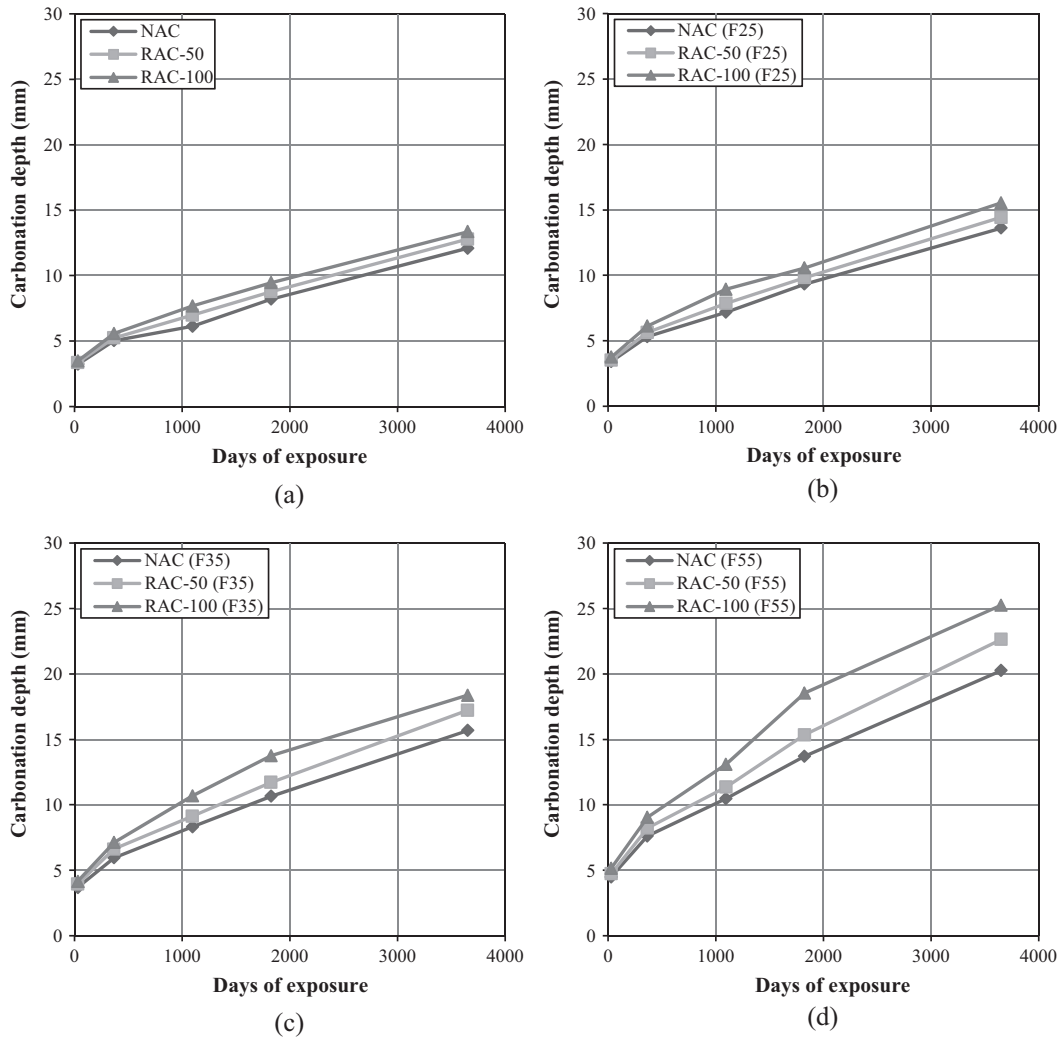 30
25
20
15
10
5
0
Carbonation depth (mm)
NAC
RAC-50
RAC-100
0 1000 2000 3000 4000
Days of exposure
(a)
30
25
20
15
10
5
0
Carbonation depth (mm)
NAC (F25)
RAC-50 (F25)
RAC-100 (F25)
0 1000 2000 3000 4000
Days of exposure
(b)
30
25
20
15
10
5
0
Carbonation depth (mm)
NAC (F35)
RAC-50 (F35)
RAC-100 (F35)
0 1000 2000 3000 4000
Days of exposure
(c)
30
25
20
15
10
5
0
Carbonation depth (mm)
NAC (F55)
RAC-50 (F55)
RAC-100 (F55)
0 1000 2000 3000 4000
Days of exposure
(d)